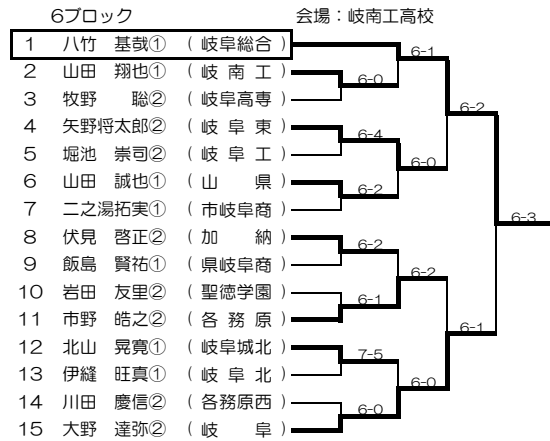 6ブロック 会場：岐南工高校
1 八竹 基哉① （岐阜総合） 6-1
2 山田 翔也① （岐南工） 6-0
3 牧野 聡② （岐阜高専） 6-2
4 矢野将太郎② （岐阜東） 6-4
5 堀池 崇司② （岐阜工） 6-0
6 山田 誠也① （山県） 6-2
7 二之湯拓実① （市岐阜商） 6-3
8 伏見 啓正② （加納） 6-2
9 飯島 賢祐① （県岐阜商） 6-2
10 岩田 友里② （聖徳学園） 6-1
11 市野 皓之② （各務原） 6-1
12 北山 晃寛① （岐阜城北） 7-5
13 伊縫 旺真① （岐阜北） 6-0
14 川田 慶信② （各務原西） 6-0
15 大野 達弥② （岐阜）